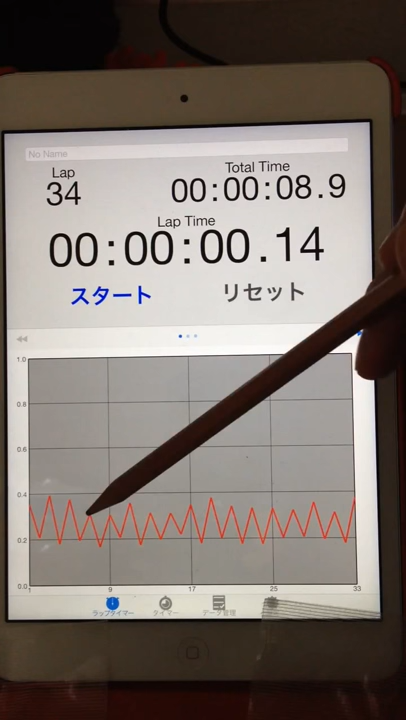 No Name
Lap
Total Time
34
00:00:08.9
Lap Time
00:00:00.14
スタート
リセット
1.0
0.8
0.6
0.4
0.2
0.0
1
9
17
25
33
ラップタイマー
タイマー
データ管理